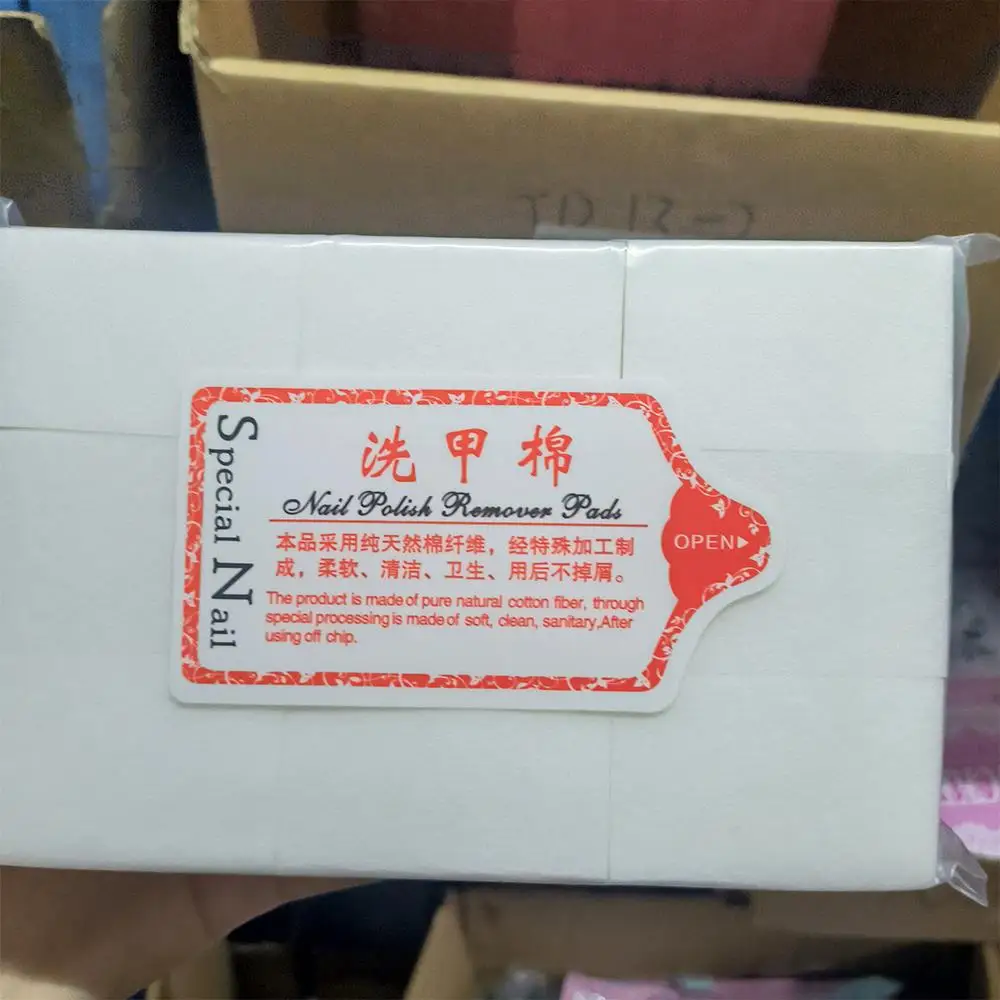 洗甲棉
Nail Polish Remover Pads
本品采用纯天然棉纤维，经特殊加工制
成，柔软、清洁、卫生、用后不掉屑。
The product is made of pure natural cotton fiber, through
special processing is made of soft, clean, sanitary,After
using off chip.
Special Nail
OPEN